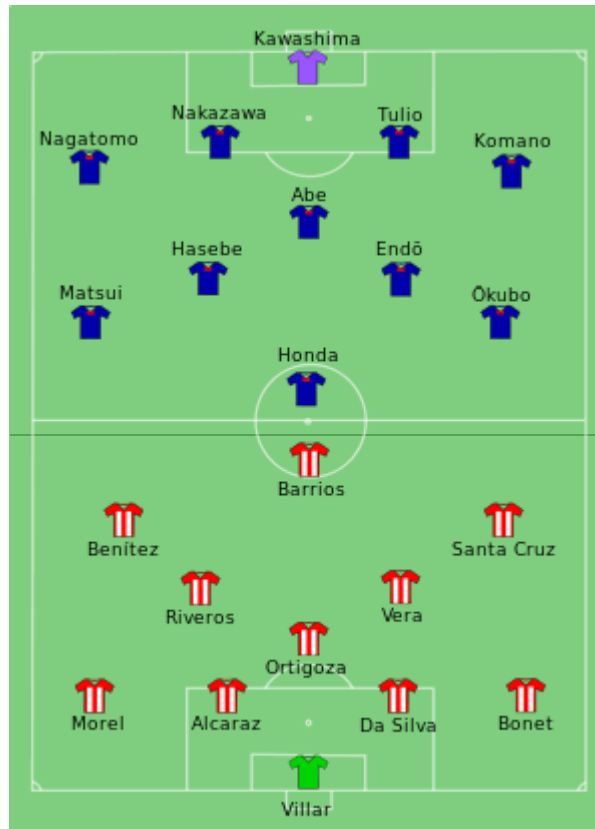 Kawashima
Nagatomo
Nakazawa
Tulio
Komano
Abe
Hasebe
Endō
Matsui
Ōkubo
Honda
Barrios
Benítez
Santa Cruz
Riveros
Vera
Ortigoza
Morel
Alcaraz
Da Silva
Bonet
Villar